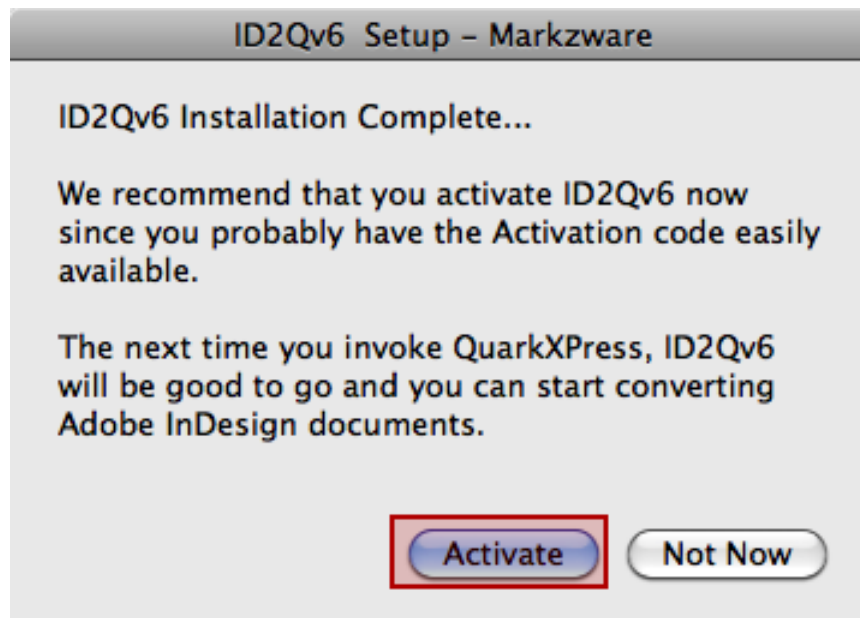 ID2Qv6 Setup – Markzware
ID2Qv6 Installation Complete...
We recommend that you activate ID2Qv6 now
since you probably have the Activation code easily
available.
The next time you invoke QuarkXPress, ID2Qv6
will be good to go and you can start converting
Adobe InDesign documents.
Activate Not Now